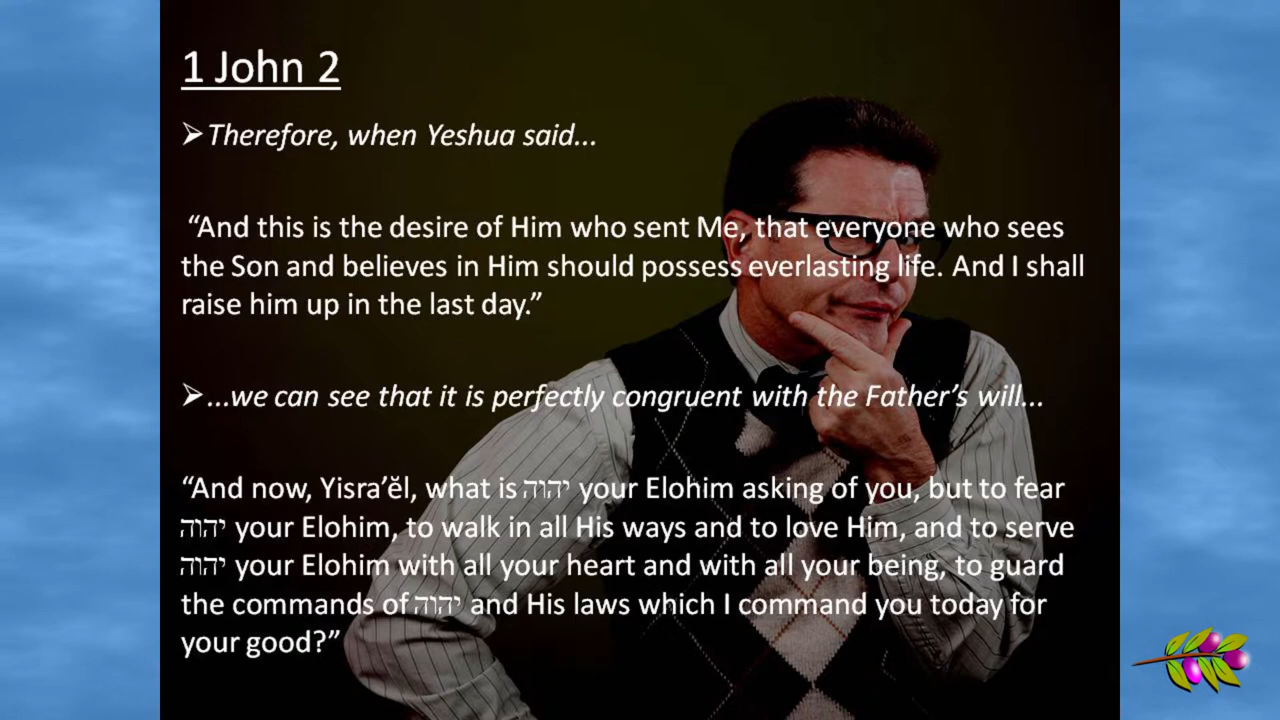 1 John 2
➢Therefore, when Yeshua said...
“And this is the desire of Him who sent Me, that everyone who sees
the Son and believes in Him should possess everlasting life. And I shall
raise him up in the last day.”
➢...we can see that it is perfectly congruent with the Father’s will...
“And now, Yisra’ĕl, what is יהוה your Elohim asking of you, but to fear
יהוה your Elohim, to walk in all His ways and to love Him, and to serve
יהוה your Elohim with all your heart and with all your being, to guard
the commands of יהוה and His laws which I command you today for
your good?”